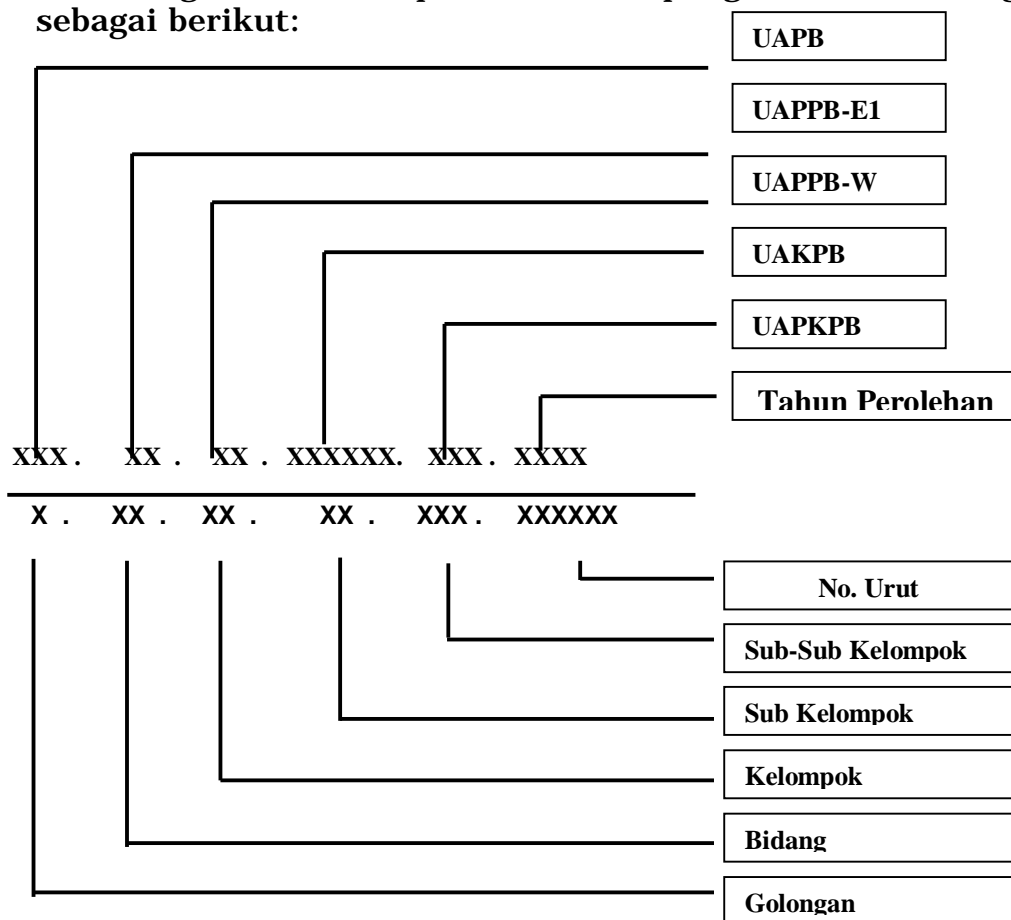 sebagai berikut:
UAPB
UAPPB-E1
UAPPB-W
UAKPB
UAPKPB
Tahun Perolehan
XXX. XX . XX . XXXXXX. XXX. XXXX
X . XX . XX . XX . XXX. XXXXXX
No. Urut
Sub-Sub Kelompok
Sub Kelompok
Kelompok
Bidang
Golongan